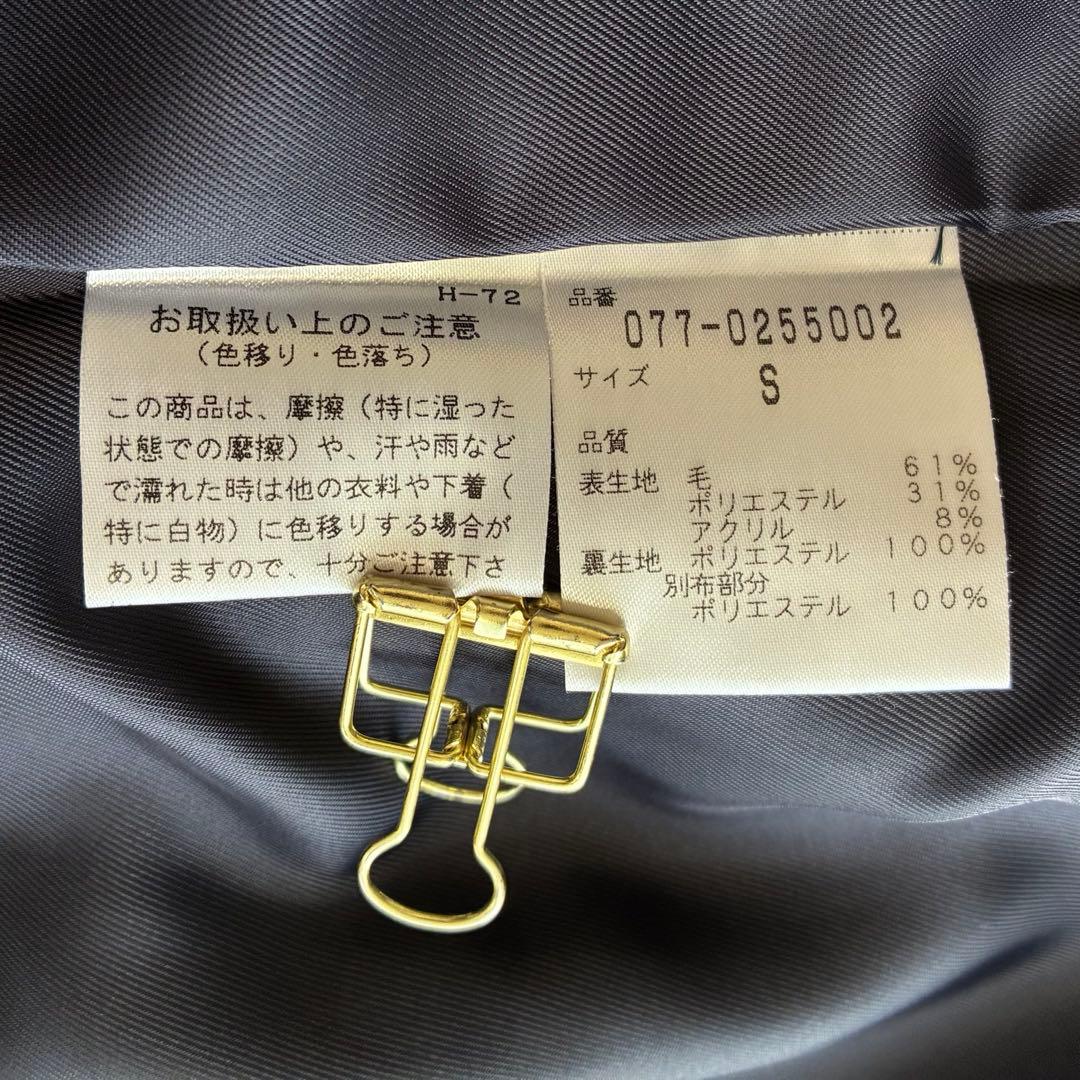 H-72
お取扱い上のご注意
（色移り・色落ち）
この商品は、摩擦（特に湿った
状態での摩擦）や、汗や雨など
で濡れた時は他の衣料や下着（
特に白物）に色移りする場合が
ありますので、十分ご注意下さ
品番
077-0255002
サイズ
S
品質
表生地 毛 61%
ポリエステル 31%
アクリル 8%
裏生地 ポリエステル 100%
別布部分
ポリエステル 100%